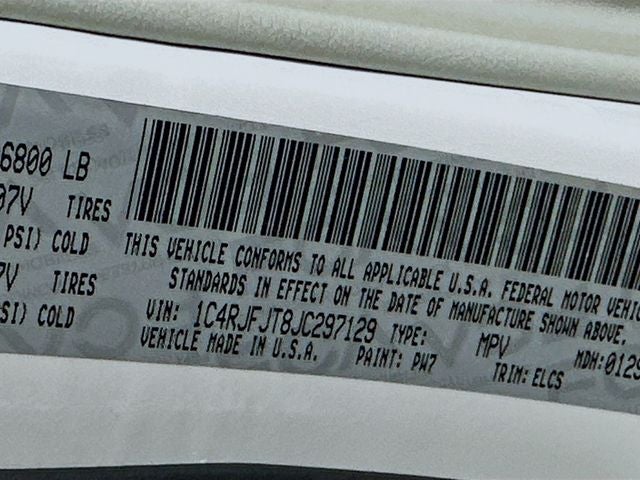 6800 LB
07V TIRES
PSI) COLD
7V TIRES
SI) COLD
THIS VEHICLE CONFORMS TO ALL APPLICABLE U.S.A. FEDERAL MOTOR VEHIC
STANDARDS IN EFFECT ON THE DATE OF MANUFACTURE SHOWN ABOVE.
VIN: 1C4RJFJT8JC297129 TYPE: MPV MDH:0129
VEHICLE MADE IN U.S.A. PAINT: PW7 TRIM: ELCS